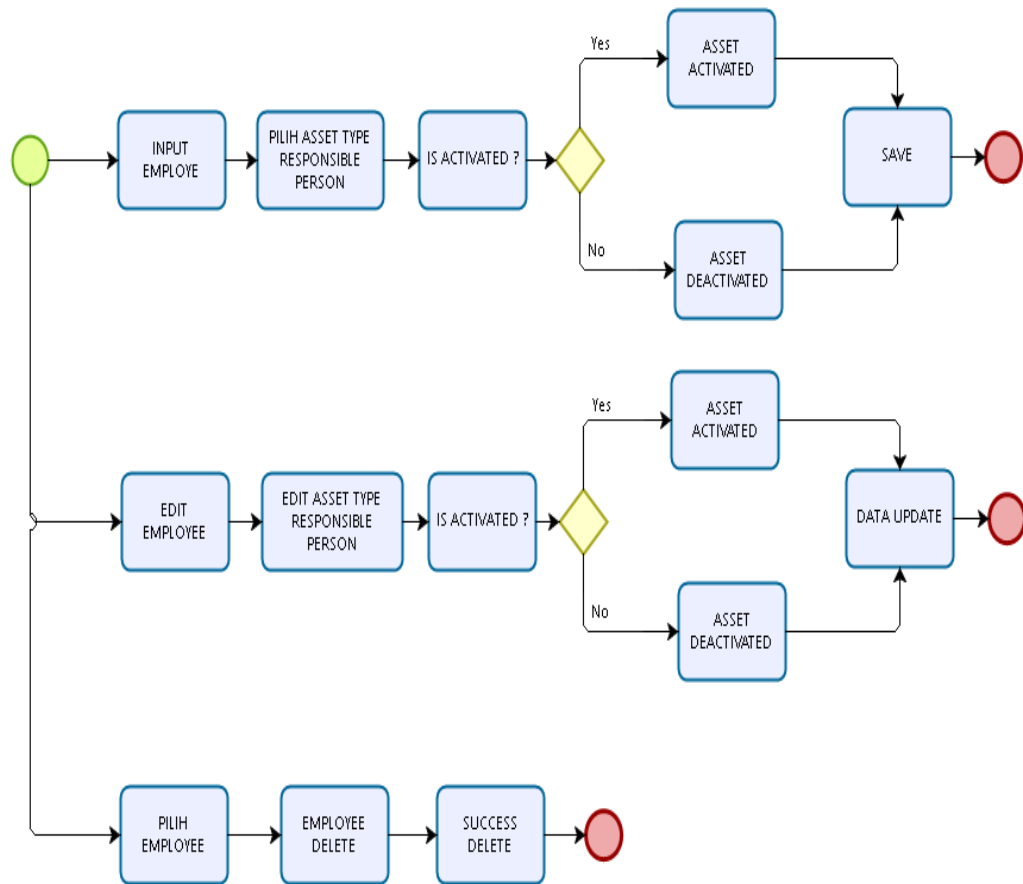 Yes
ASSET
ACTIVATED
INPUT
EMPLOYE
PILIH ASSET TYPE
RESPONSIBLE
PERSON
IS ACTIVATED ?
SAVE
No
ASSET
DEACTIVATED
Yes
ASSET
ACTIVATED
EDIT
EMPLOYEE
EDIT ASSET TYPE
RESPONSIBLE
PERSON
IS ACTIVATED ?
DATA UPDATE
No
ASSET
DEACTIVATED
PILIH
EMPLOYEE
EMPLOYEE
DELETE
SUCCESS
DELETE